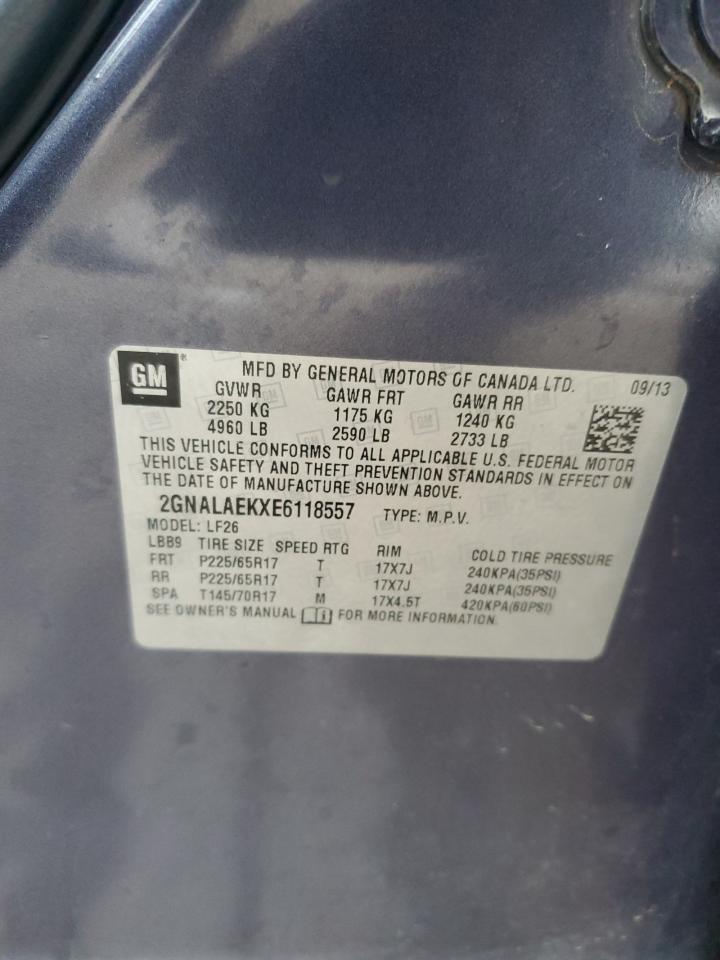 GM ® MFD BY GENERAL MOTORS OF CANADA LTD. 09/13
GVWR GAWR FRT GAWR RR
2250 KG 1175 KG 1240 KG
4960 LB 2590 LB 2733 LB
THIS VEHICLE CONFORMS TO ALL APPLICABLE U.S. FEDERAL MOTOR
VEHICLE SAFETY AND THEFT PREVENTION STANDARDS IN EFFECT ON
THE DATE OF MANUFACTURE SHOWN ABOVE.
2GNALAEKXE6118557 TYPE: M.P.V.
MODEL: LF26
LBB9 TIRE SIZE SPEED RTG RIM COLD TIRE PRESSURE
FRT P225/65R17 T 17X7J 240KPA(35PSI)
RR P225/65R17 T 17X7J 240KPA(35PSI)
SPA T145/70R17 M 17X4.5T 420KPA(60PSI)
SEE OWNER'S MANUAL FOR MORE INFORMATION.